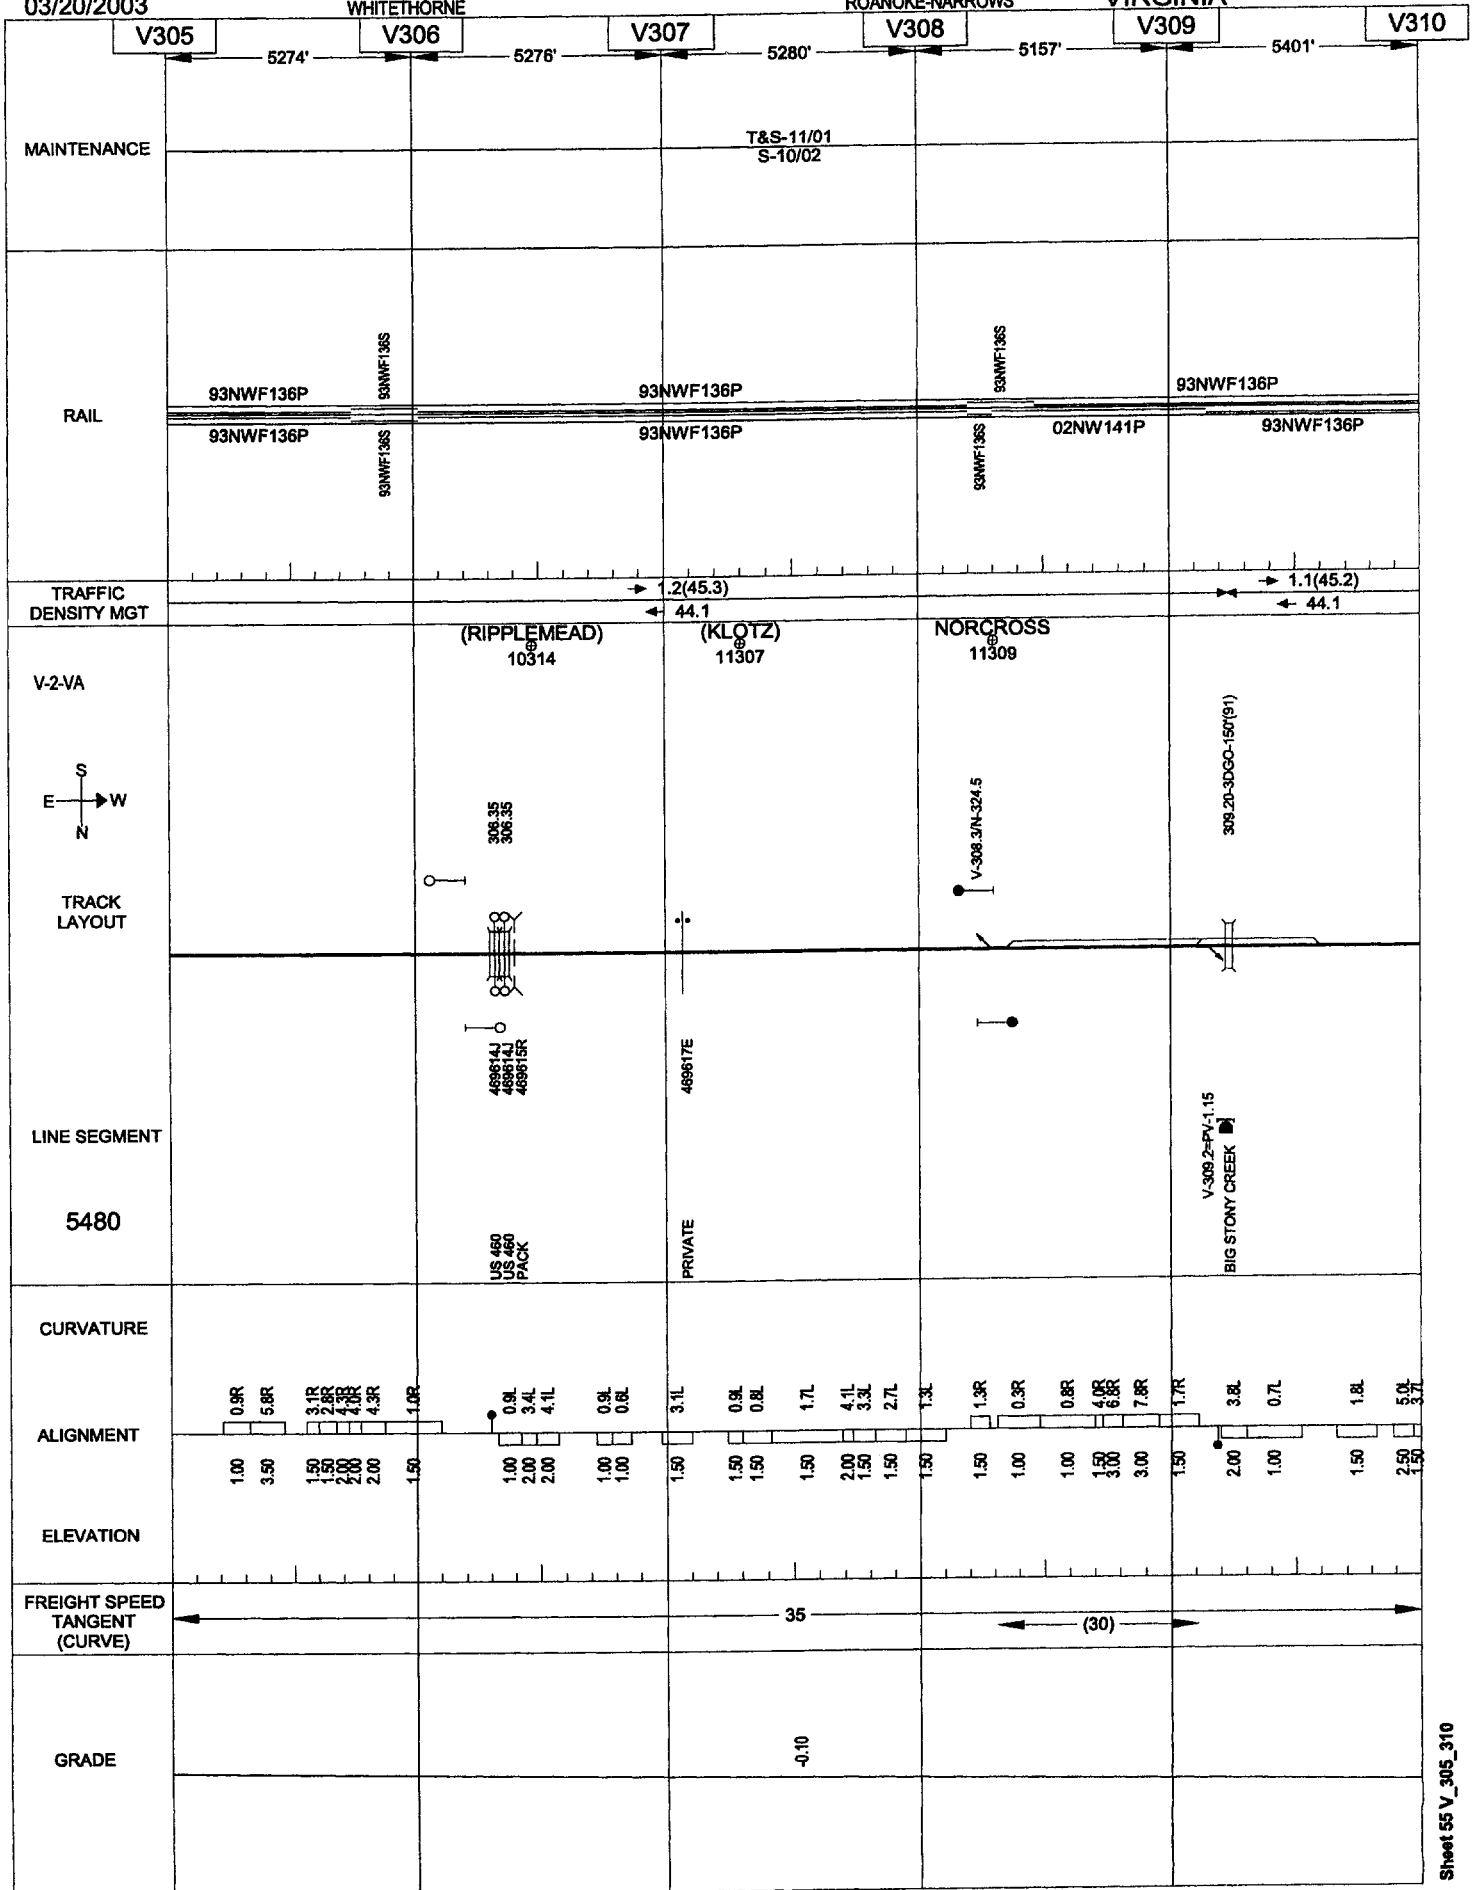 03/20/2003 WHITETHORNE ROANOKE-NARROWS VIRGINIA
V305 V306 V307 V308 V309 V310
5274' 5276' 5280' 5157' 5401'
MAINTENANCE
T&S-11/01
S-10/02
RAIL
93NWF136S 93NWF136S
93NWF136P 93NWF136P 93NWF136P
93NWF136P 93NWF136P 02NW141P 93NWF136P
93NWF136S 93NWF136S
TRAFFIC
DENSITY MGT
1.2(45.3) 1.1(45.2)
44.1 44.1
(RIPPLEMEAD) (KLOTZ) NORCROSS
10314 11307 11309
V-2-VA
S
E W
N
306.35
306.35
V-308.3/N-324.5
309.20-3DGO-150'(91)
TRACK
LAYOUT
469614J
469614J
469615R
469617E
LINE SEGMENT
5480
V-309.2=PV-1.15
BIG STONY CREEK
US 460
US 460
PACK
PRIVATE
CURVATURE
0.9R 5.8R 3.1R 2.8R 4.3R 4.0R 4.3R 1.0R 0.9L 3.4L 4.1L 0.9L 0.6L 3.1L 0.9L 0.8L 1.7L 4.1L 3.3L 2.7L 1.3L 1.3R 0.3R 0.8R 4.0R 6.8R 7.8R 1.7R 3.8L 0.7L 1.8L 5.0L 3.7L
ALIGNMENT
1.00 3.50 1.50 1.50 2.00 2.00 2.00 1.50 1.00 2.00 2.00 1.00 1.00 1.50 1.50 1.50 1.50 2.00 1.50 1.50 1.50 1.50 1.00 1.00 1.50 3.00 3.00 1.50 2.00 1.00 1.50 2.50 1.50
ELEVATION
FREIGHT SPEED
TANGENT
(CURVE)
35
(30)
GRADE
-0.10
Sheet 55 V_305_310